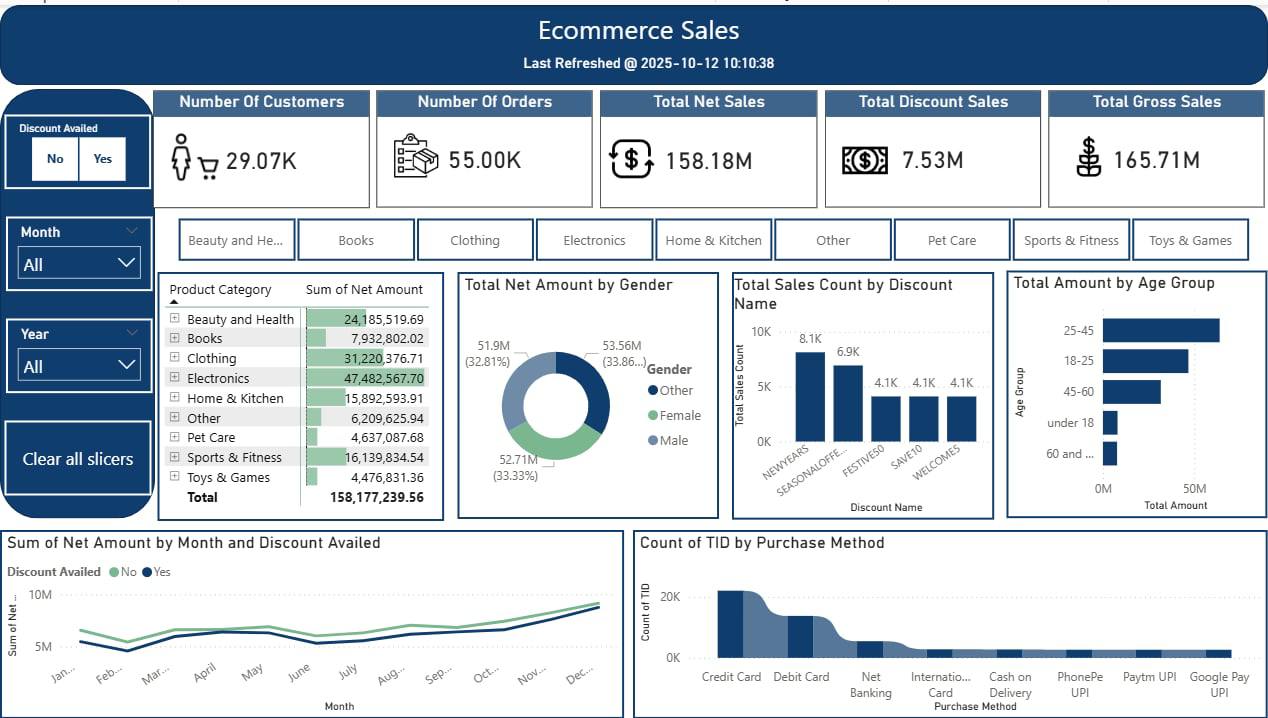 Ecommerce Sales
Last Refreshed @ 2025-10-12 10:10:38
Discount Availed
No
Yes
Month
All
Year
All
Clear all slicers
Number Of Customers
29.07K
Number Of Orders
55.00K
Total Net Sales
158.18M
Total Discount Sales
7.53M
Total Gross Sales
165.71M
Beauty and He...
Books
Clothing
Electronics
Home & Kitchen
Other
Pet Care
Sports & Fitness
Toys & Games
Product Category Sum of Net Amount
Beauty and Health 24,185,519.69
Books 7,932,802.02
Clothing 31,220,376.71
Electronics 47,482,567.70
Home & Kitchen 15,892,593.91
Other 6,209,625.94
Pet Care 4,637,087.68
Sports & Fitness 16,139,834.54
Toys & Games 4,476,831.36
Total 158,177,239.56
Total Net Amount by Gender
51.9M
(32.81%)
53.56M
(33.86...)
52.71M
(33.33%)
Gender
Other
Female
Male
Total Sales Count by Discount
Name
Total Sales Count
10K
5K
0K
8.1K
6.9K
4.1K
4.1K
4.1K
NEWYEARS
SEASONALOFFE...
FESTIVE50
SAVE10
WELCOME5
Discount Name
Total Amount by Age Group
Age Group
25-45
18-25
45-60
under 18
60 and ...
0M
50M
Total Amount
Sum of Net Amount by Month and Discount Availed
Discount Availed No Yes
Sum of Net ...
10M
5M
Jan...
Feb...
Mar...
April
May
June
July
Aug...
Sep...
Oct...
Nov...
Dec...
Month
Count of TID by Purchase Method
Count of TID
20K
0K
Credit Card
Debit Card
Net
Banking
Internatio...
Card
Cash on
Delivery
PhonePe
UPI
Paytm UPI
Google Pay
UPI
Purchase Method